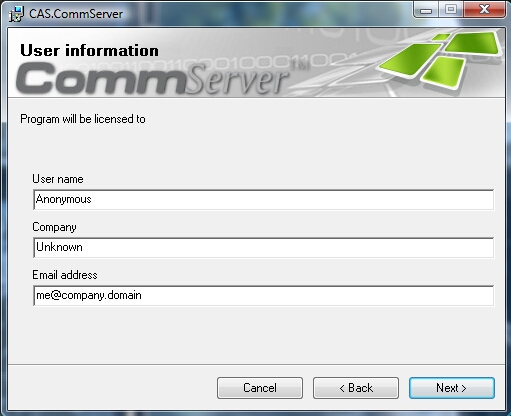 CAS.CommServer
User information
CommServer™
Program will be licensed to
User name
Anonymous
Company
Unknown
Email address
me@company.domain
Cancel
< Back
Next >